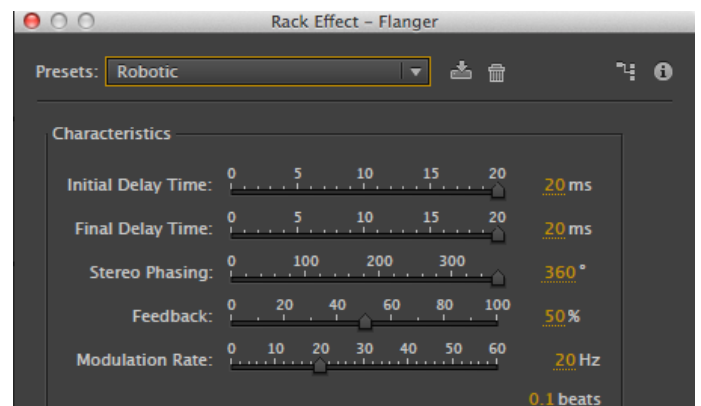 Rack Effect – Flanger
Presets: Robotic
Characteristics
0 5 10 15 20
Initial Delay Time: 20 ms
0 5 10 15 20
Final Delay Time: 20 ms
0 100 200 300
Stereo Phasing: 360 °
0 20 40 60 80 100
Feedback: 50 %
0 10 20 30 40 50 60
Modulation Rate: 20 Hz
0.1 beats